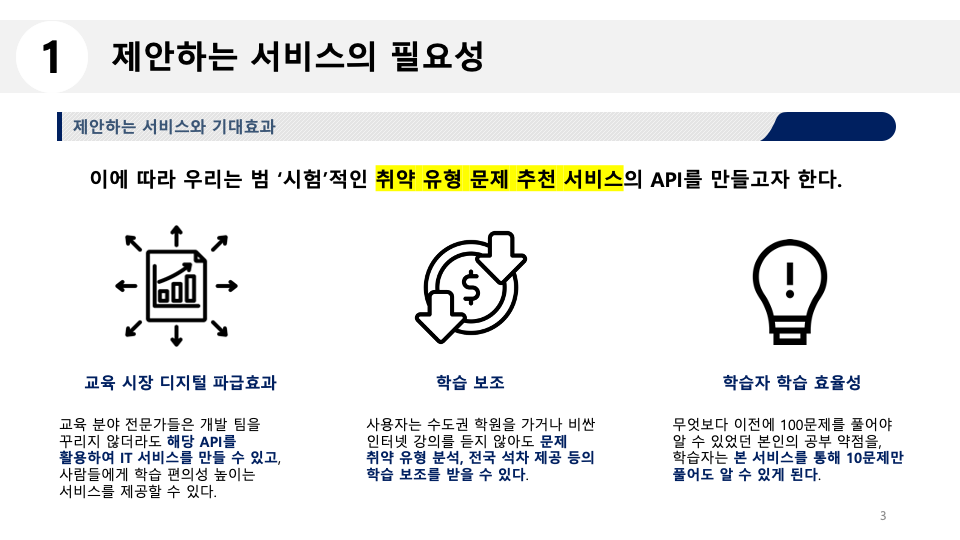 1
제안하는 서비스의 필요성
제안하는 서비스와 기대효과
이에 따라 우리는 범 ‘시험’적인 취약 유형 문제 추천 서비스의 API를 만들고자 한다.
$
!
교육 시장 디지털 파급효과
교육 분야 전문가들은 개발 팀을
꾸리지 않더라도 해당 API를
활용하여 IT 서비스를 만들 수 있고,
사람들에게 학습 편의성 높이는
서비스를 제공할 수 있다.
학습 보조
사용자는 수도권 학원을 가거나 비싼
인터넷 강의를 듣지 않아도 문제
취약 유형 분석, 전국 석차 제공 등의
학습 보조를 받을 수 있다.
학습자 학습 효율성
무엇보다 이전에 100문제를 풀어야
알 수 있었던 본인의 공부 약점을,
학습자는 본 서비스를 통해 10문제만
풀어도 알 수 있게 된다.
3